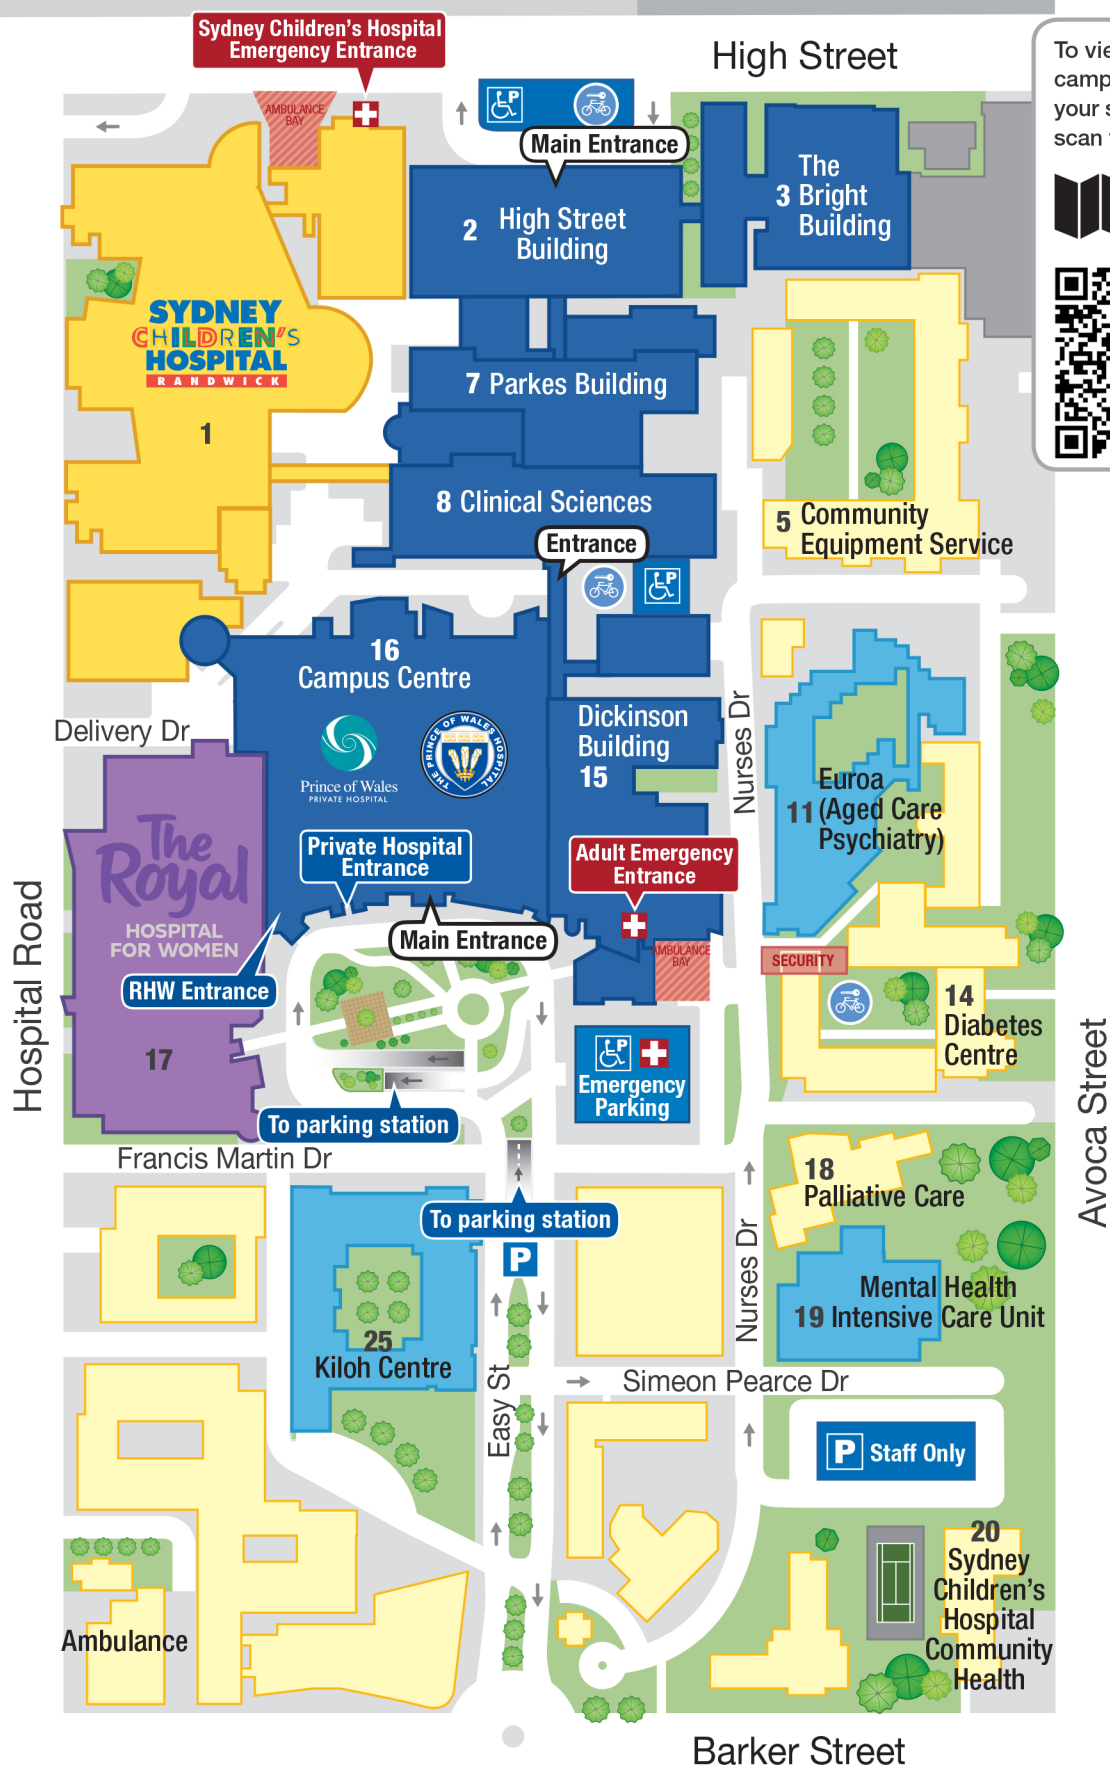 Sydney Children's Hospital
Emergency Entrance
High Street
To vie
camp
your s
scan
AMBULANCE
BAY
P
Main Entrance
2 High Street
Building
The
3 Bright
Building
SYDNEY
CHILDREN'S
HOSPITAL
RANDWICK
1
7 Parkes Building
8 Clinical Sciences
5 Community
Equipment Service
Entrance
P
16
Campus Centre
Prince of Wales
PRIVATE HOSPITAL
THE PRINCE OF WALES HOSPITAL
Dickinson
Building
15
Nurses Dr
Delivery Dr
Euroa
11 (Aged Care
Psychiatry)
The
Royal
HOSPITAL
FOR WOMEN
17
Private Hospital
Entrance
Adult Emergency
Entrance
Main Entrance
RHW Entrance
AMBULANCE
BAY
SECURITY
14
Diabetes
Centre
Hospital Road
Avoca Street
P
Emergency
Parking
To parking station
Francis Martin Dr
18
Palliative Care
To parking station
P
Nurses Dr
Mental Health
19 Intensive Care Unit
25
Kiloh Centre
Easy St
Simeon Pearce Dr
P Staff Only
20
Sydney
Children's
Hospital
Community
Health
Ambulance
Barker Street